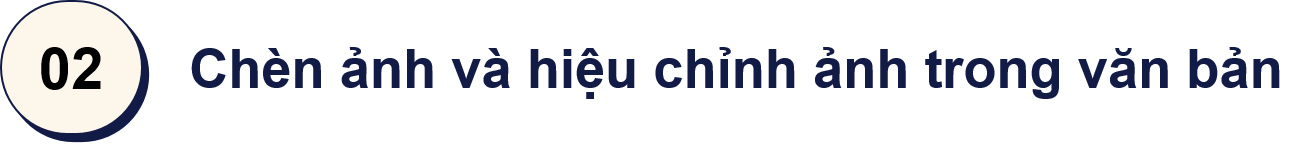 02 Chèn ảnh và hiệu chỉnh ảnh trong văn bản